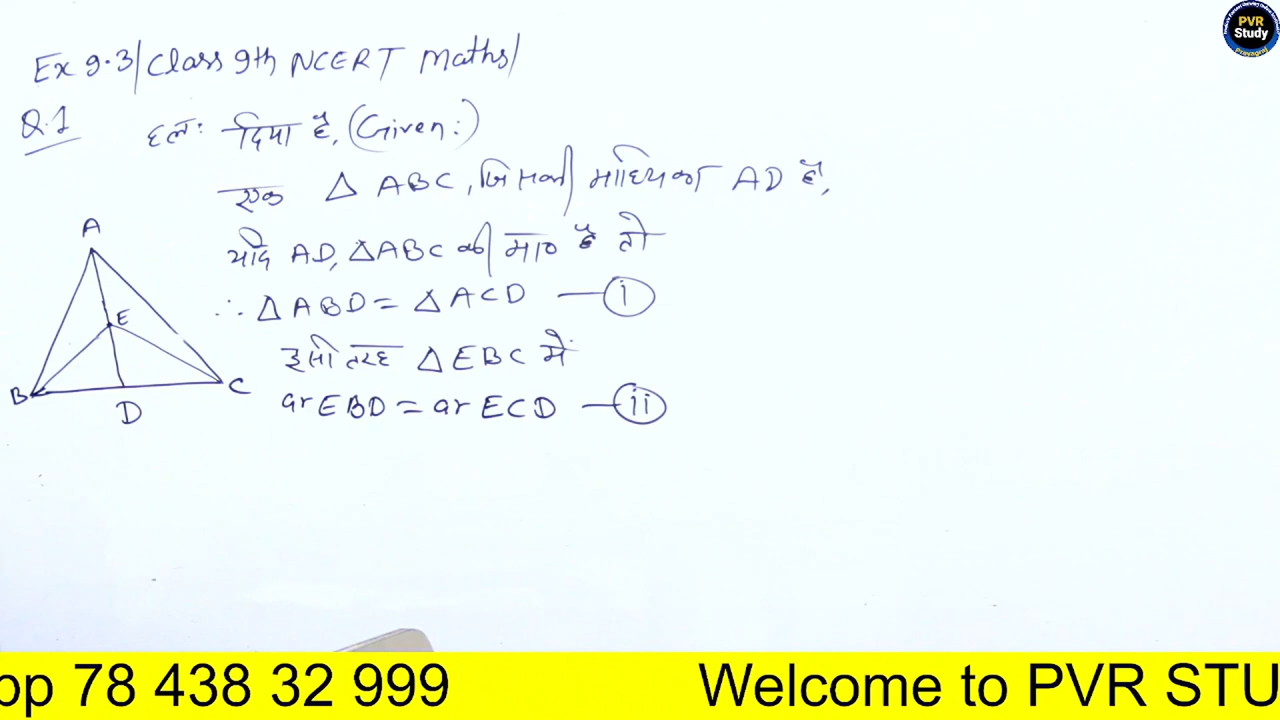 Ex 9.3/Class 9th NCERT Maths/
Q.1 हल: दिया है, (Given:)
एक △ ABC, जिसकी माध्यिका AD है,
यदि AD, △ABC की मा० है तो
∴ △ ABD = △ ACD — (i)
इसी तरह △ EBC में
ar EBD = ar ECD — (ii)
A
E
B
C
D
PVR
Study
Prayagraj
pp 78 438 32 999 Welcome to PVR STU